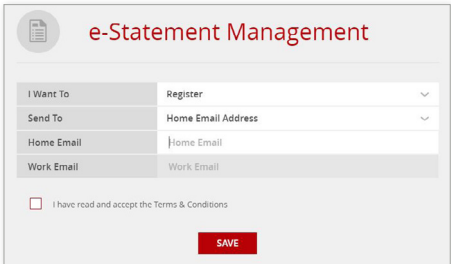 e-Statement Management
I Want To Register
Send To Home Email Address
Home Email Home Email
Work Email Work Email
I have read and accept the Terms & Conditions
SAVE